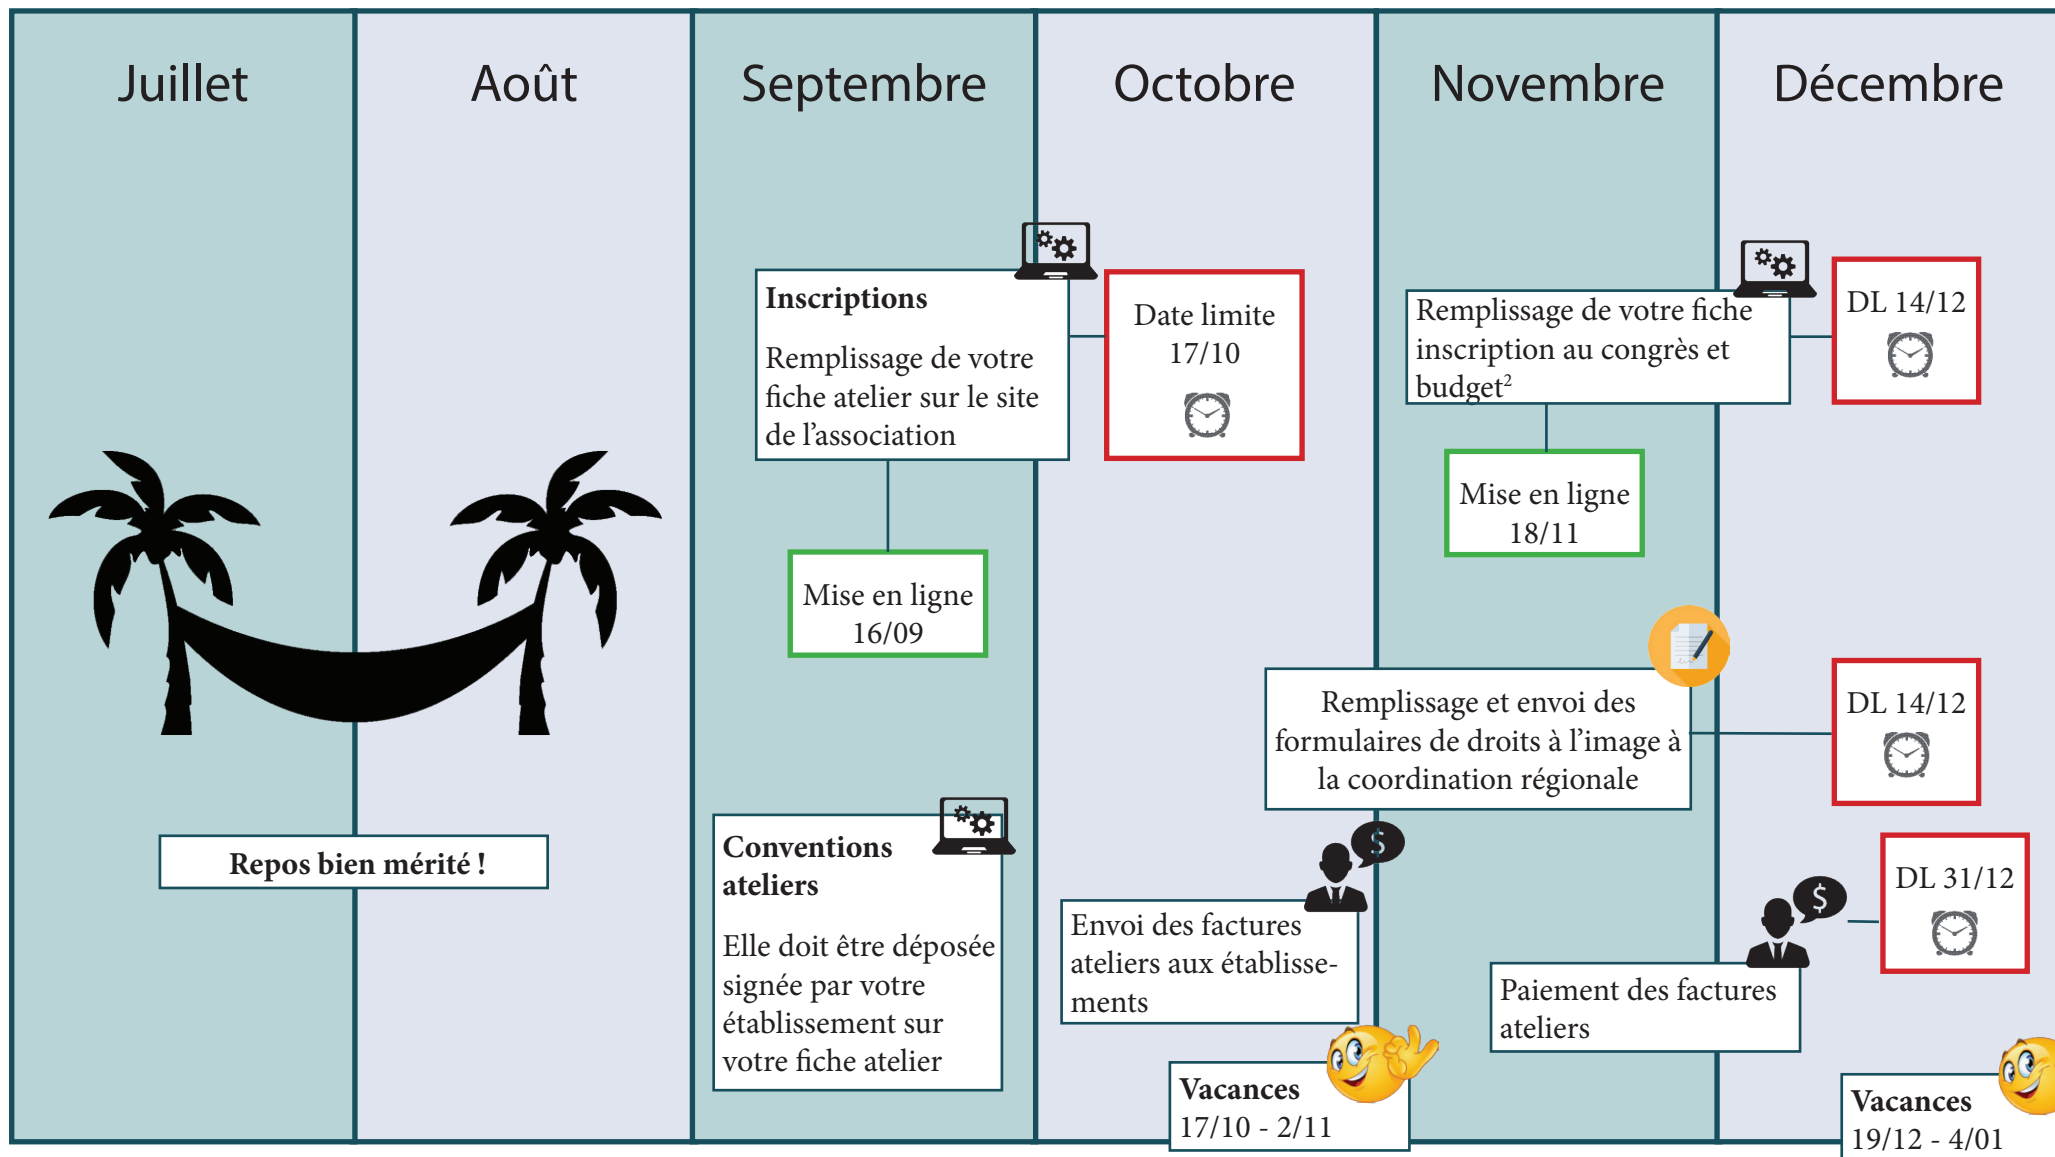 Juillet
Août
Septembre
Octobre
Novembre
Décembre
Inscriptions
Remplissage de votre
fiche atelier sur le site
de l'association
Date limite
17/10
Mise en ligne
16/09
Remplissage de votre fiche
inscription au congrès et
budget²
DL 14/12
Mise en ligne
18/11
Remplissage et envoi des
formulaires de droits à l'image à
la coordination régionale
DL 14/12
Repos bien mérité !
Conventions
ateliers
Elle doit être déposée
signée par votre
établissement sur
votre fiche atelier
$
Envoi des factures
ateliers aux établisse-
ments
$
DL 31/12
Paiement des factures
ateliers
Vacances
17/10 - 2/11
Vacances
19/12 - 4/01